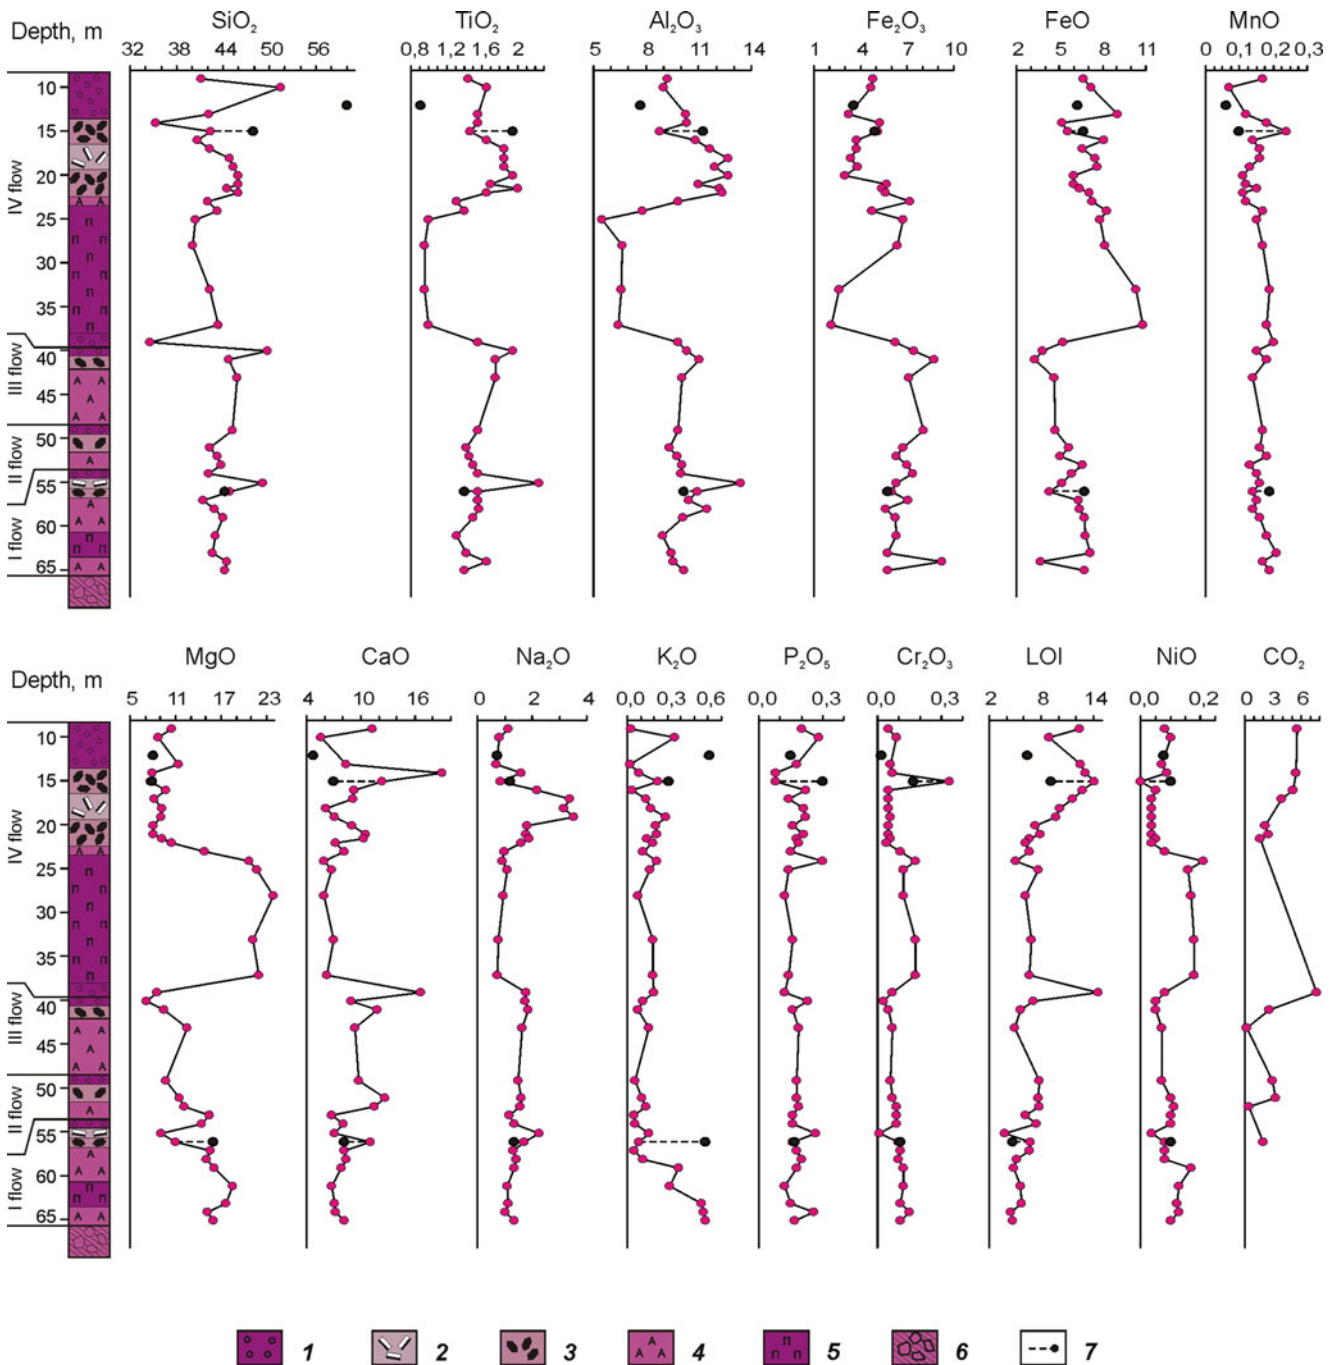 SiO₂ TiO₂ Al₂O₃ Fe₂O₃ FeO MnO
Depth, m
32 38 44 50 56 0,8 1,2 1,6 2 5 8 11 14 1 4 7 10 2 5 8 11 0 0,1 0,2 0,3
10
15
20
25
30
35
40
45
50
55
60
65
IV flow
III flow
II flow
I flow
MgO CaO Na₂O K₂O P₂O₅ Cr₂O₃ LOI NiO CO₂
Depth, m
5 11 17 23 4 10 16 0 2 4 0,0 0,3 0,6 0,0 0,3 0,0 0,3 2 8 14 0,0 0,2 0 3 6
10
15
20
25
30
35
40
45
50
55
60
65
IV flow
III flow
II flow
I flow
1 2 3 4 5 6 7